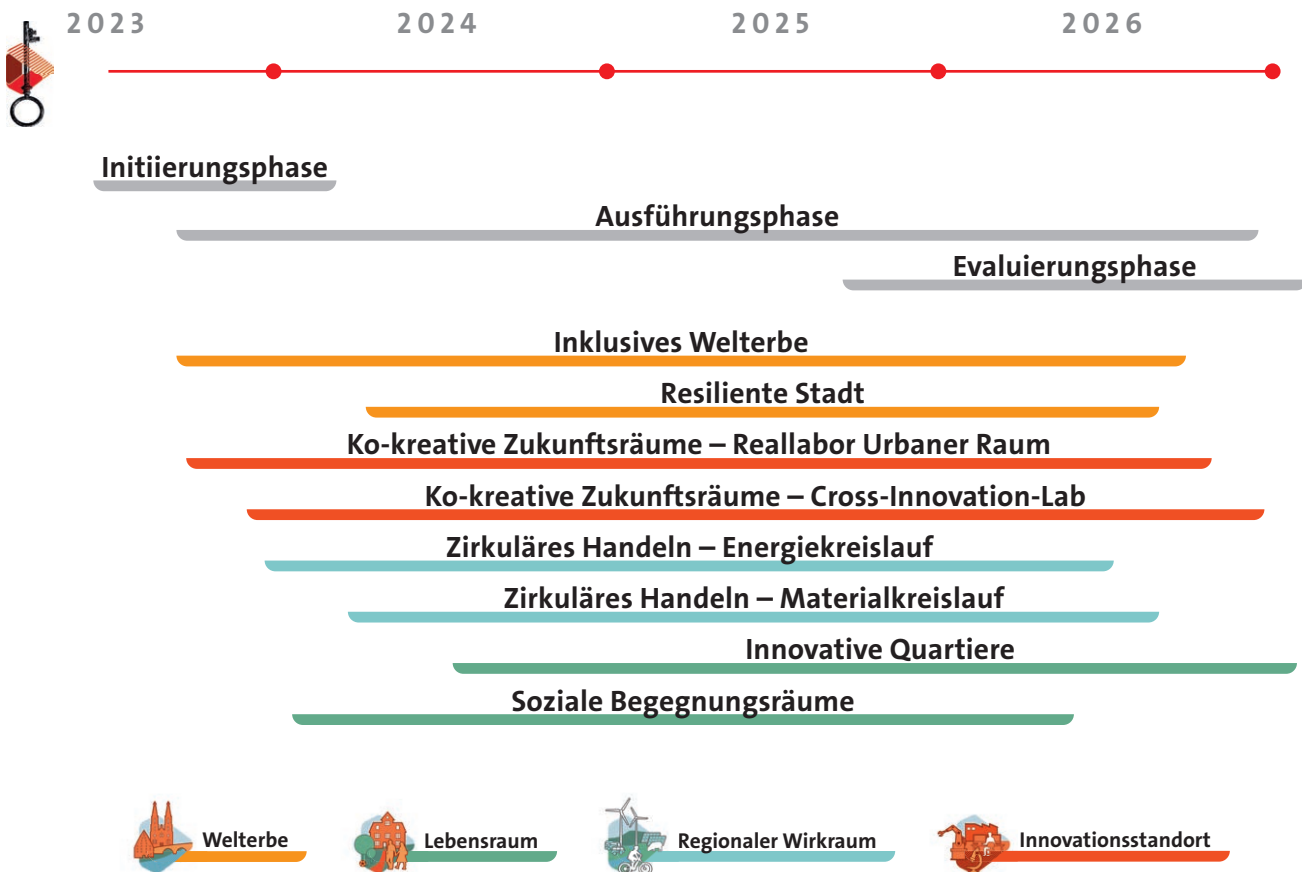 2023 2024 2025 2026
Initiierungsphase
Ausführungsphase
Evaluierungsphase
Inklusives Welterbe
Resiliente Stadt
Ko-kreative Zukunftsräume – Reallabor Urbaner Raum
Ko-kreative Zukunftsräume – Cross-Innovation-Lab
Zirkuläres Handeln – Energiekreislauf
Zirkuläres Handeln – Materialkreislauf
Innovative Quartiere
Soziale Begegnungsräume
Welterbe Lebensraum Regionaler Wirkraum Innovationsstandort